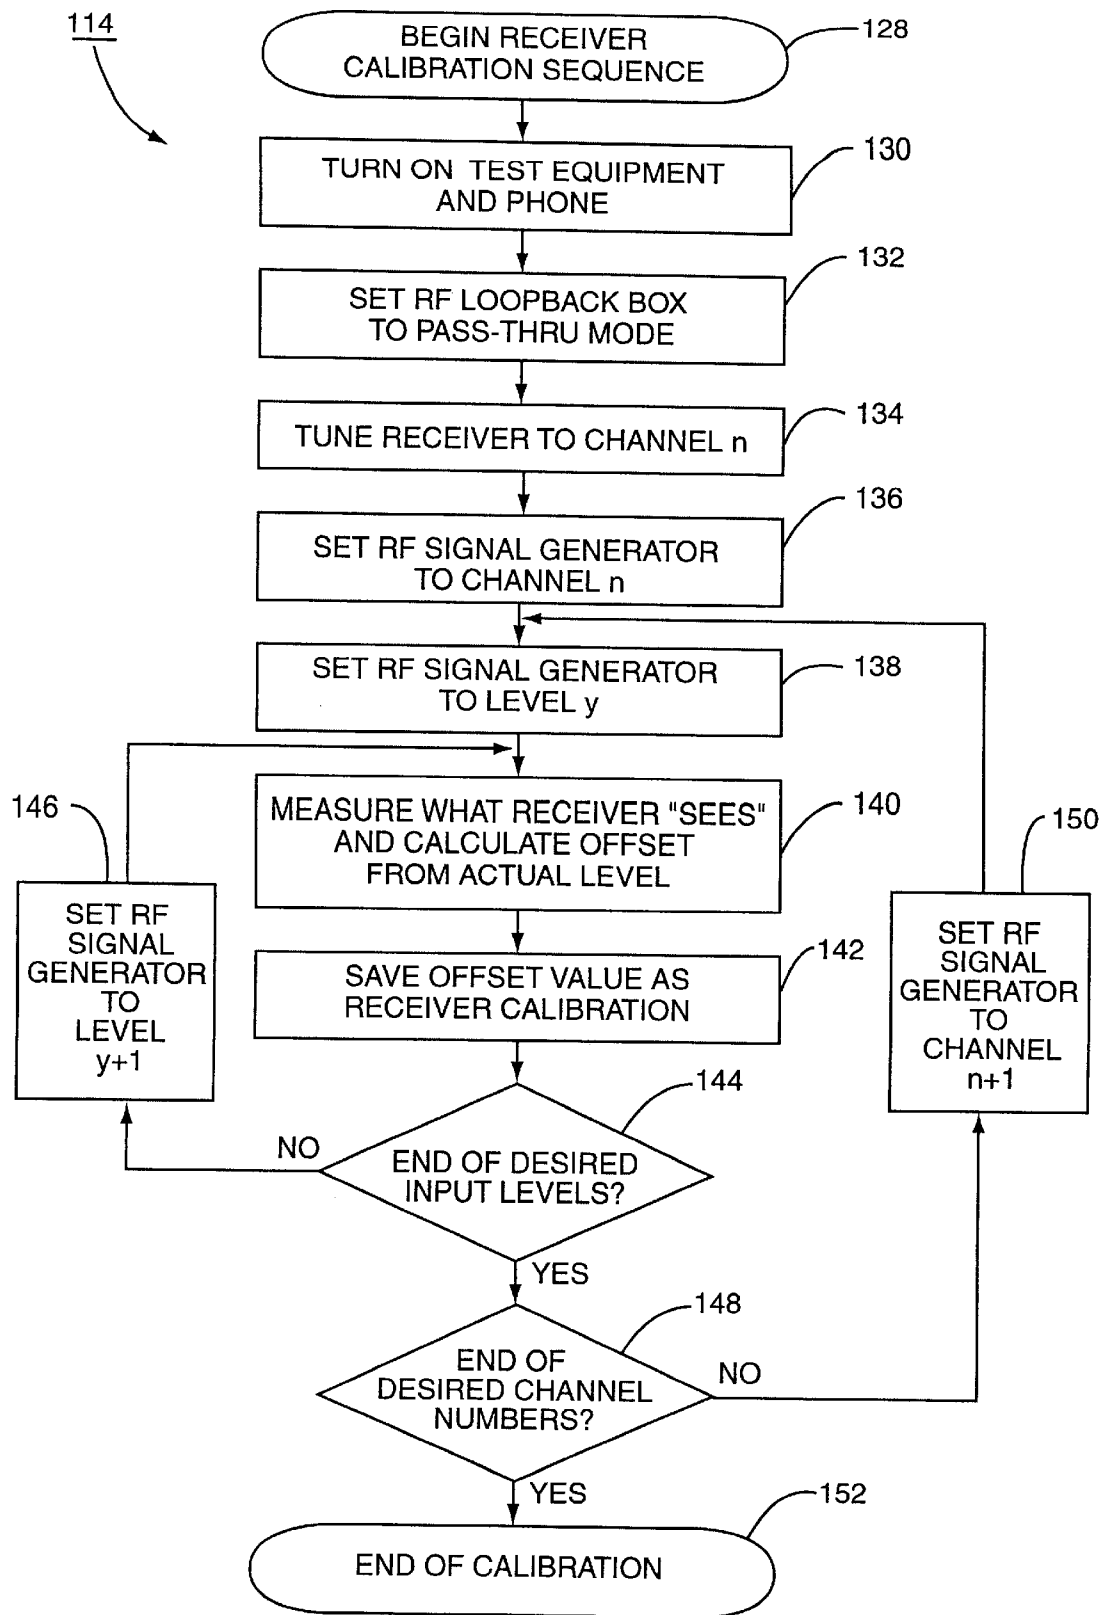 114
BEGIN RECEIVER
CALIBRATION SEQUENCE
128
TURN ON TEST EQUIPMENT
AND PHONE
130
SET RF LOOPBACK BOX
TO PASS-THRU MODE
132
TUNE RECEIVER TO CHANNEL n
134
SET RF SIGNAL GENERATOR
TO CHANNEL n
136
SET RF SIGNAL GENERATOR
TO LEVEL y
138
MEASURE WHAT RECEIVER "SEES"
AND CALCULATE OFFSET
FROM ACTUAL LEVEL
140
146
SET RF
SIGNAL
GENERATOR
TO
LEVEL
y+1
150
SET RF
SIGNAL
GENERATOR
TO
CHANNEL
n+1
SAVE OFFSET VALUE AS
RECEIVER CALIBRATION
142
END OF DESIRED
INPUT LEVELS?
144
NO
YES
END OF
DESIRED CHANNEL
NUMBERS?
148
NO
YES
END OF CALIBRATION
152